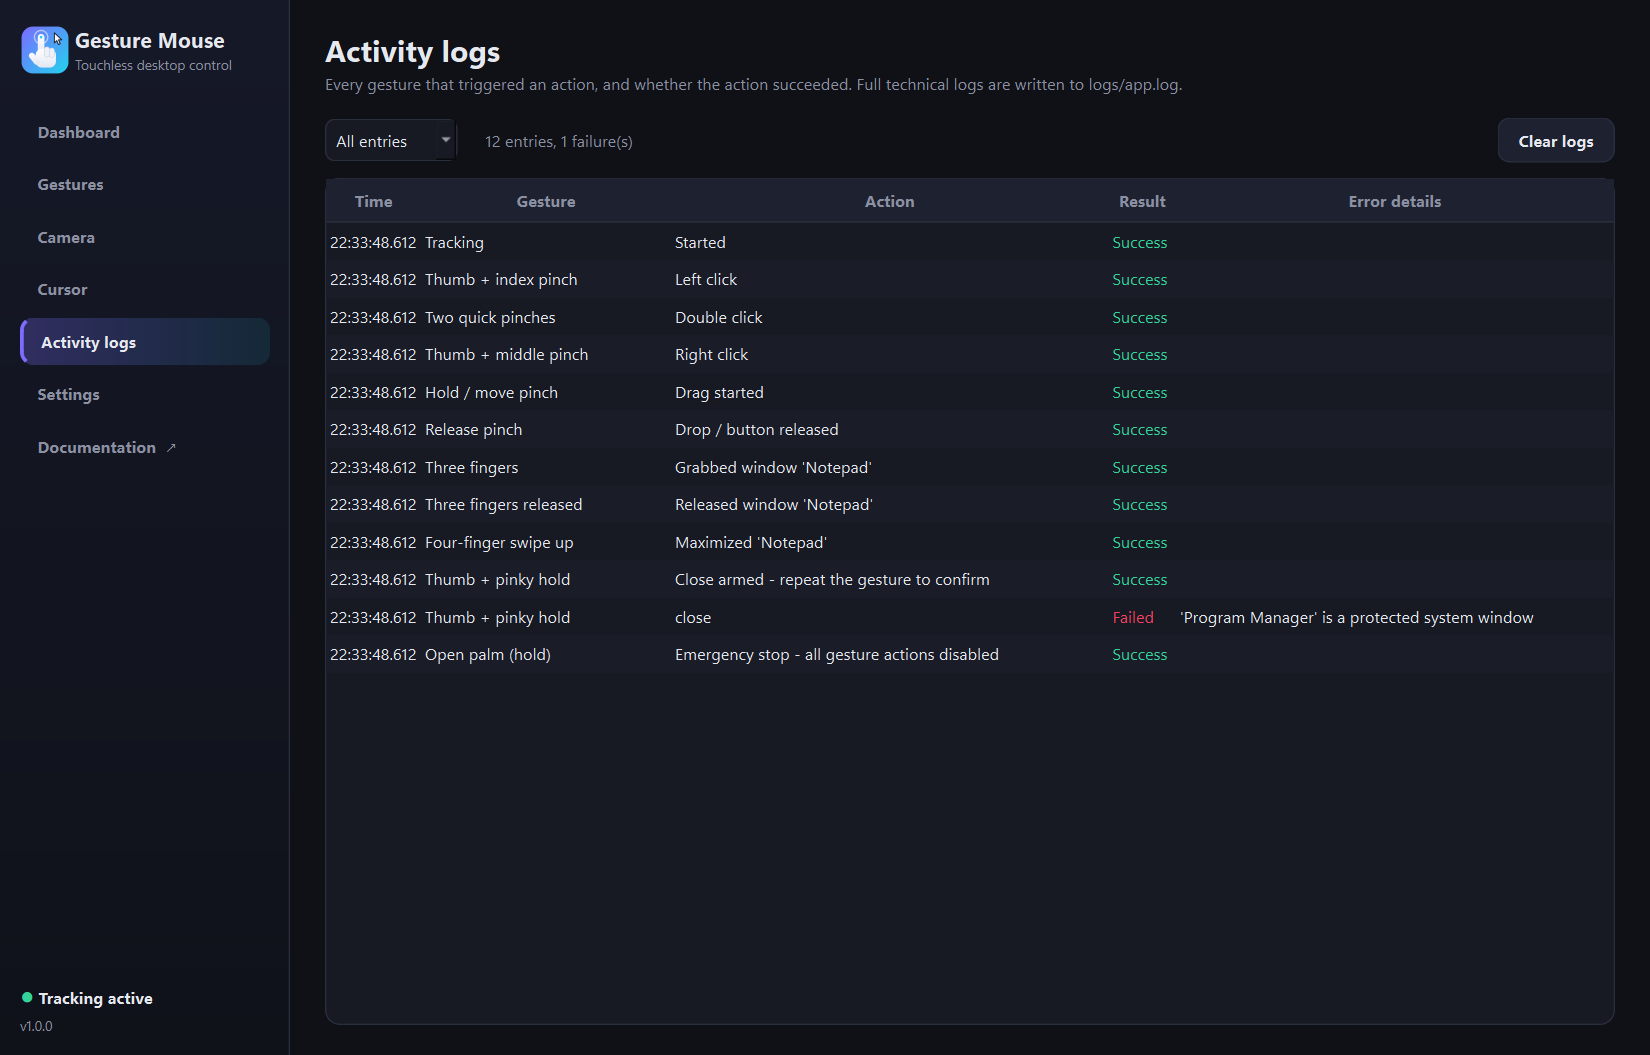 Gesture Mouse
Touchless desktop control
Dashboard
Gestures
Camera
Cursor
Activity logs
Settings
Documentation ↗
Tracking active
v1.0.0
Activity logs
Every gesture that triggered an action, and whether the action succeeded. Full technical logs are written to logs/app.log.
All entries
12 entries, 1 failure(s)
Clear logs
Time Gesture Action Result Error details
22:33:48.612 Tracking Started Success
22:33:48.612 Thumb + index pinch Left click Success
22:33:48.612 Two quick pinches Double click Success
22:33:48.612 Thumb + middle pinch Right click Success
22:33:48.612 Hold / move pinch Drag started Success
22:33:48.612 Release pinch Drop / button released Success
22:33:48.612 Three fingers Grabbed window 'Notepad' Success
22:33:48.612 Three fingers released Released window 'Notepad' Success
22:33:48.612 Four-finger swipe up Maximized 'Notepad' Success
22:33:48.612 Thumb + pinky hold Close armed - repeat the gesture to confirm Success
22:33:48.612 Thumb + pinky hold close Failed 'Program Manager' is a protected system window
22:33:48.612 Open palm (hold) Emergency stop - all gesture actions disabled Success